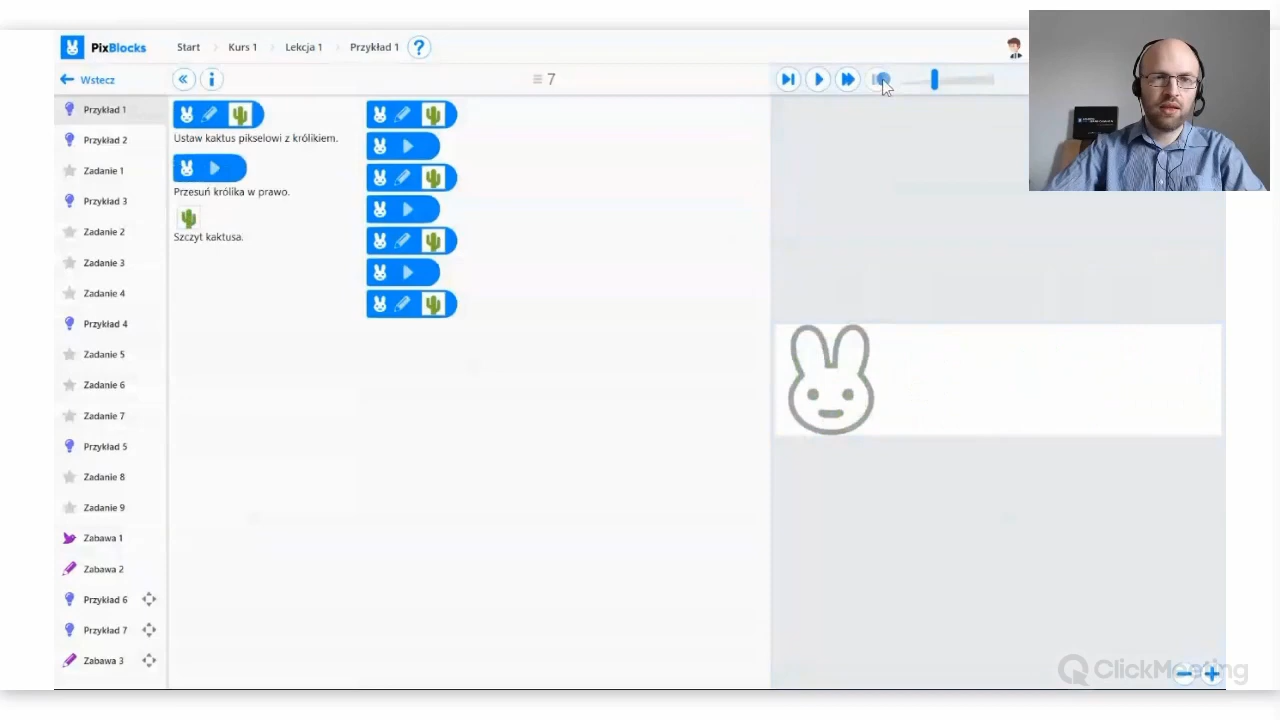 PixBlocks
Start
Kurs 1
Lekcja 1
Przykład 1
?
Wstecz
7
Przykład 1
Przykład 2
Zadanie 1
Przykład 3
Zadanie 2
Zadanie 3
Zadanie 4
Przykład 4
Zadanie 5
Zadanie 6
Zadanie 7
Przykład 5
Zadanie 8
Zadanie 9
Zabawa 1
Zabawa 2
Przykład 6
Przykład 7
Zabawa 3
Ustaw kaktus pikselowi z królikiem.
Przesuń królika w prawo.
Szczyt kaktusa.
ClickMeeting